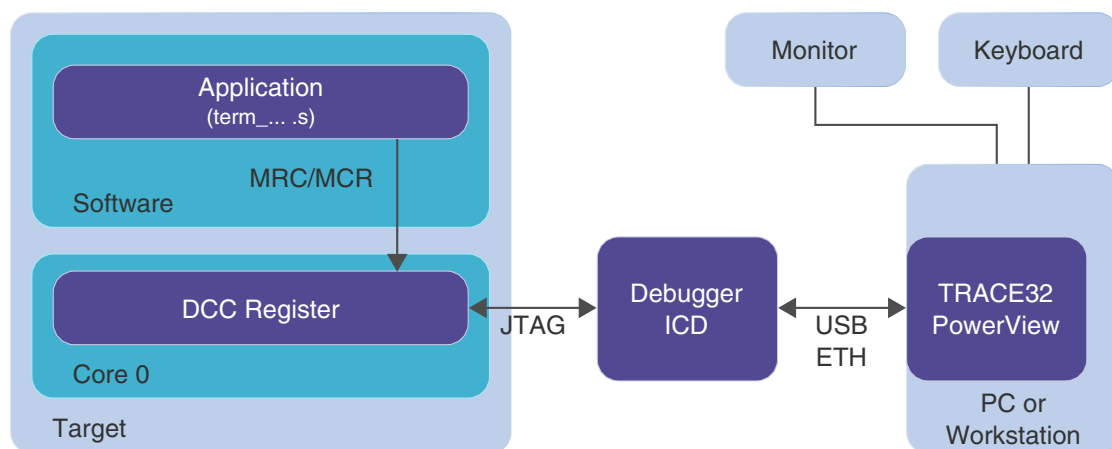 Monitor
Keyboard
Application
(term_... .s)
MRC/MCR
Software
DCC Register
JTAG
Debugger
ICD
USB
ETH
TRACE32
PowerView
Core 0
Target
PC or
Workstation